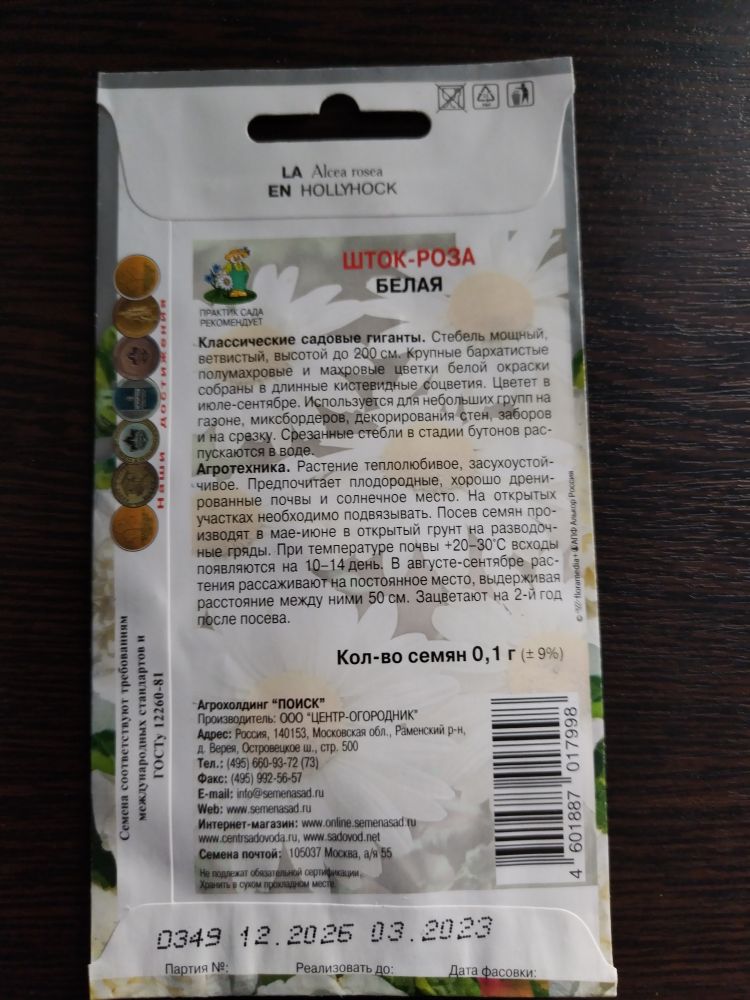 LA Alcea rosea
EN HOLLYHOCK
ШТОК-РОЗА
БЕЛАЯ
ПРАКТИК САДА
РЕКОМЕНДУЕТ
Классические садовые гиганты. Стебель мощный,
ветвистый, высотой до 200 см. Крупные бархатистые
полумахровые и махровые цветки белой окраски
собраны в длинные кистевидные соцветия. Цветет в
июле-сентябре. Используется для небольших групп на
газоне, миксбордеров, декорирования стен, заборов
и на срезку. Срезанные стебли в стадии бутонов рас-
пускаются в воде.
Агротехника. Растение теплолюбивое, засухоустой-
чивое. Предпочитает плодородные, хорошо дрени-
рованные почвы и солнечное место. На открытых
участках необходимо подвязывать. Посев семян про-
изводят в мае-июне в открытый грунт на разводоч-
ные гряды. При температуре почвы +20–30°С всходы
появляются на 10–14 день. В августе-сентябре рас-
тения рассаживают на постоянное место, выдерживая
расстояние между ними 50 см. Зацветают на 2-й год
после посева.
Кол-во семян 0,1 г (± 9%)
Наши достижения
Семена соответствуют требованиям
международных стандартов и
ГОСТу 12260-81
floramedia+ АПФ Алькор Россия
Агрохолдинг "ПОИСК"
Производитель: ООО "ЦЕНТР-ОГОРОДНИК"
Адрес: Россия, 140153, Московская обл., Раменский р-н,
д. Верея, Островецкое ш., стр. 500
Тел.: (495) 660-93-72 (73)
Факс: (495) 992-56-57
E-mail: info@semenasad.ru
Web: www.semenasad.ru
Интернет-магазин: www.online.semenasad.ru
www.centrsadovoda.ru, www.sadovod.net
Семена почтой: 105037 Москва, а/я 55
Не подлежат обязательной сертификации.
Хранить в сухом прохладном месте.
4 601887 017998
0349 12.2026 03.2023
Партия №: Реализовать до: Дата фасовки: